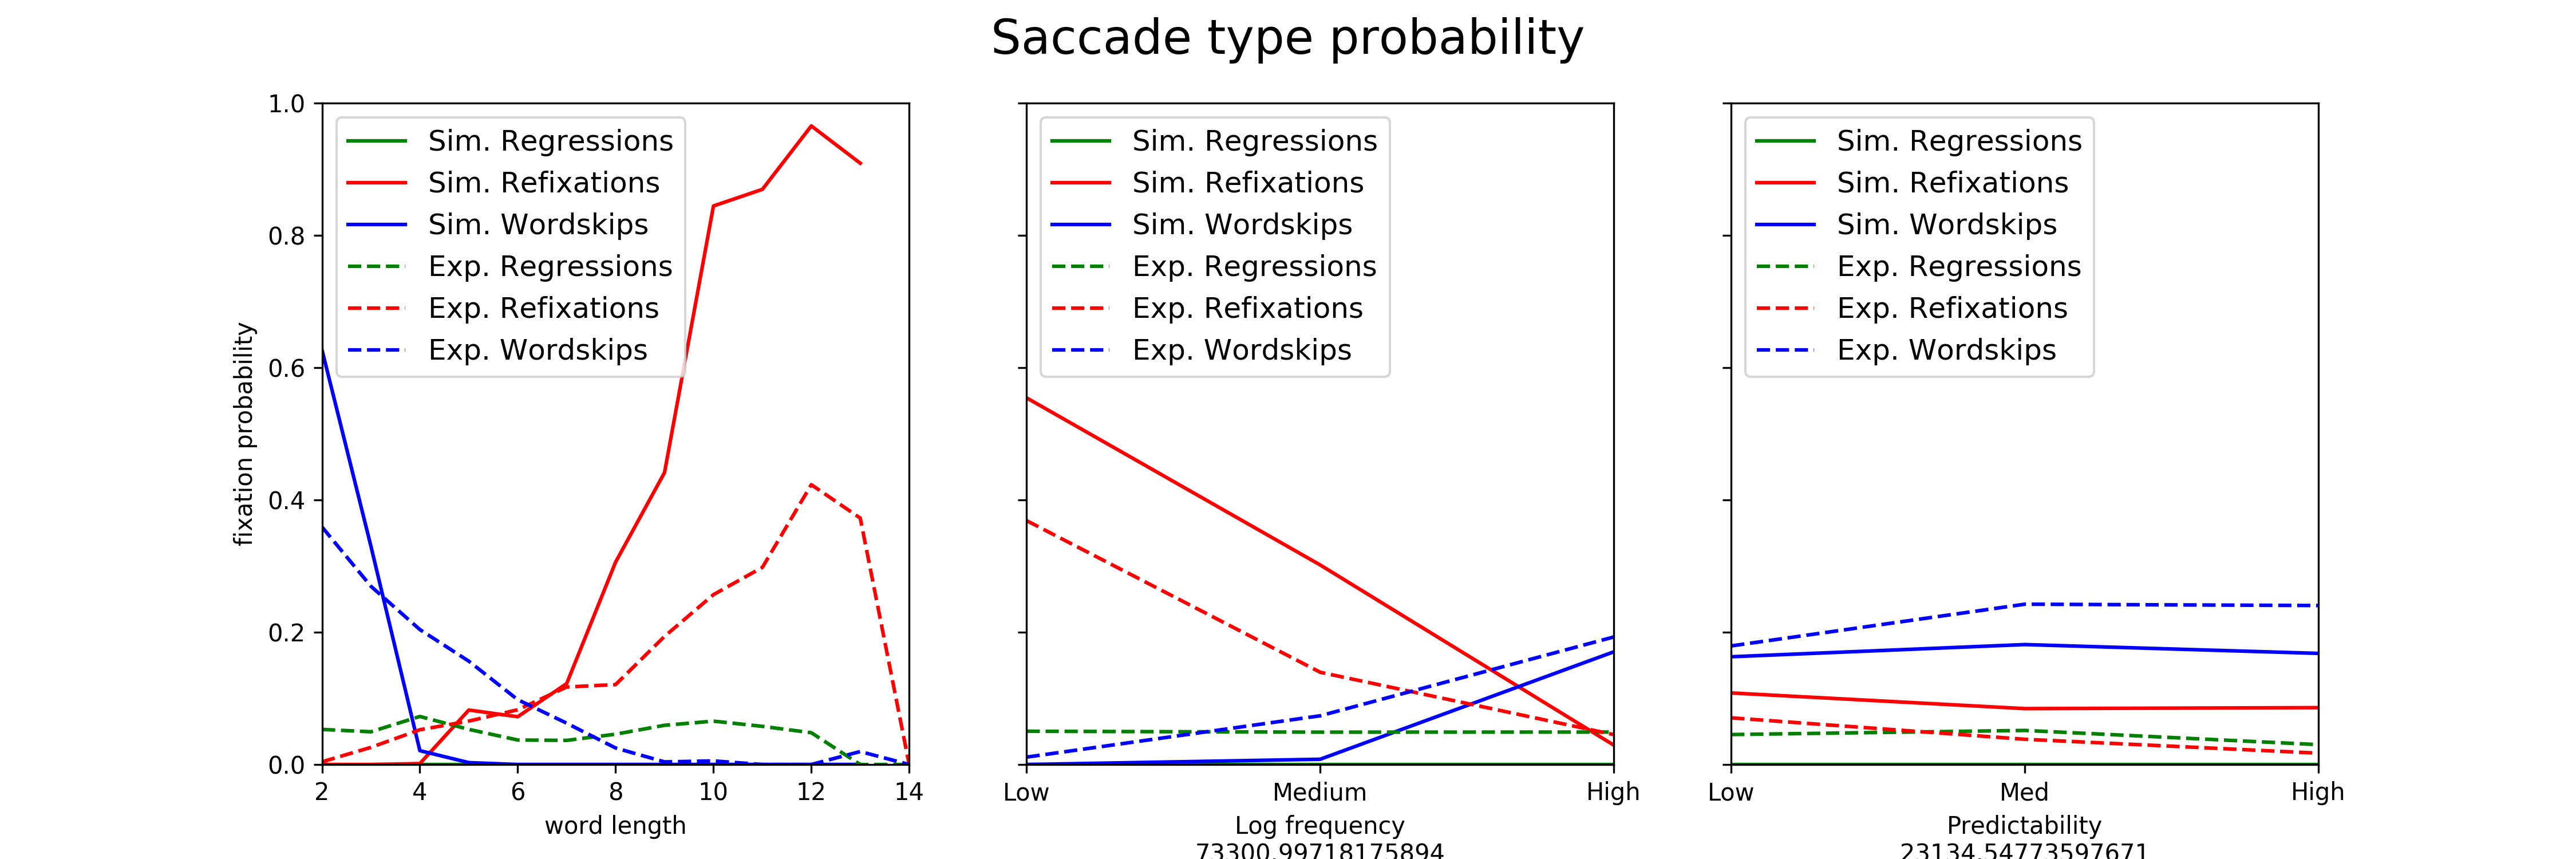 Saccade type probability
1.0
0.8
0.6
0.4
0.2
0.0
fixation probability
Sim. Regressions
Sim. Refixations
Sim. Wordskips
Exp. Regressions
Exp. Refixations
Exp. Wordskips
2 4 6 8 10 12 14
word length
Sim. Regressions
Sim. Refixations
Sim. Wordskips
Exp. Regressions
Exp. Refixations
Exp. Wordskips
Low Medium High
Log frequency
73300.99718175894
Sim. Regressions
Sim. Refixations
Sim. Wordskips
Exp. Regressions
Exp. Refixations
Exp. Wordskips
Low Med High
Predictability
23134.54773597671